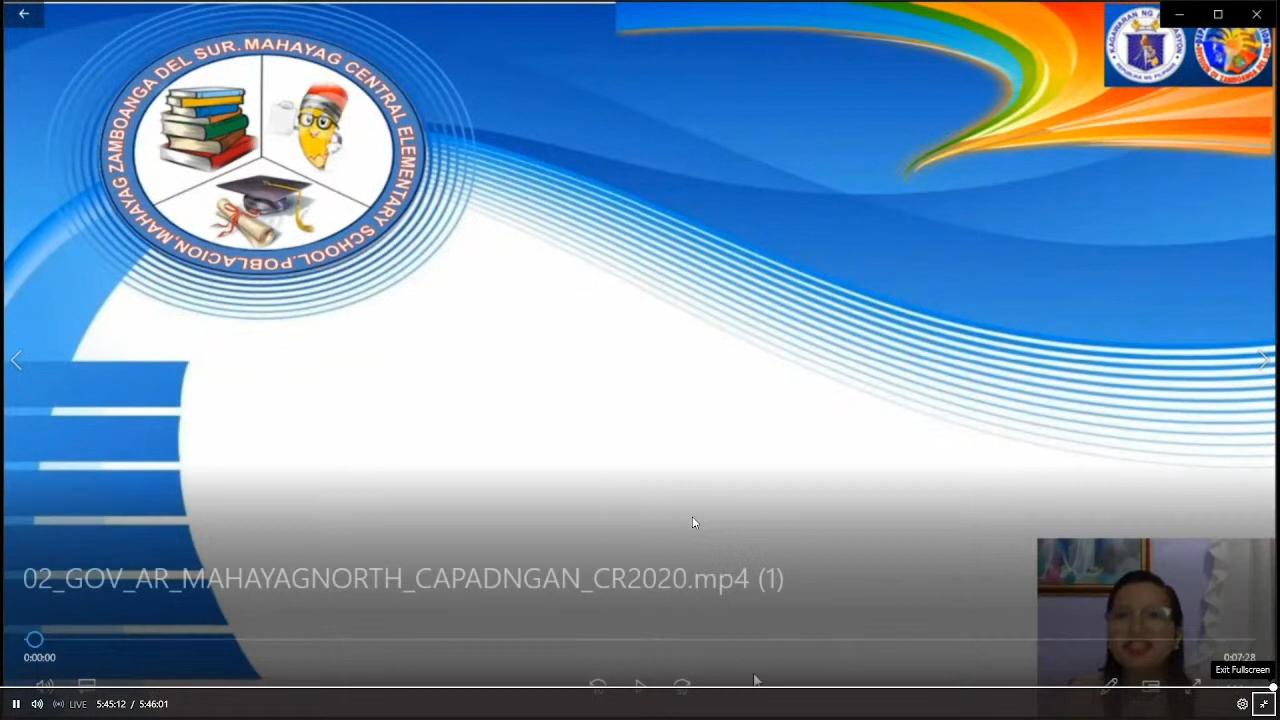 MAHAYAG CENTRAL ELEMENTARY SCHOOL.POBLACION,MAHAYAG ZAMBOANGA DEL SUR.
02_GOV_AR_MAHAYAGNORTH_CAPADNGAN_CR2020.mp4 (1)
0:00:00
0:07:28
Exit Fullscreen
LIVE 5:45:12 / 5:46:01